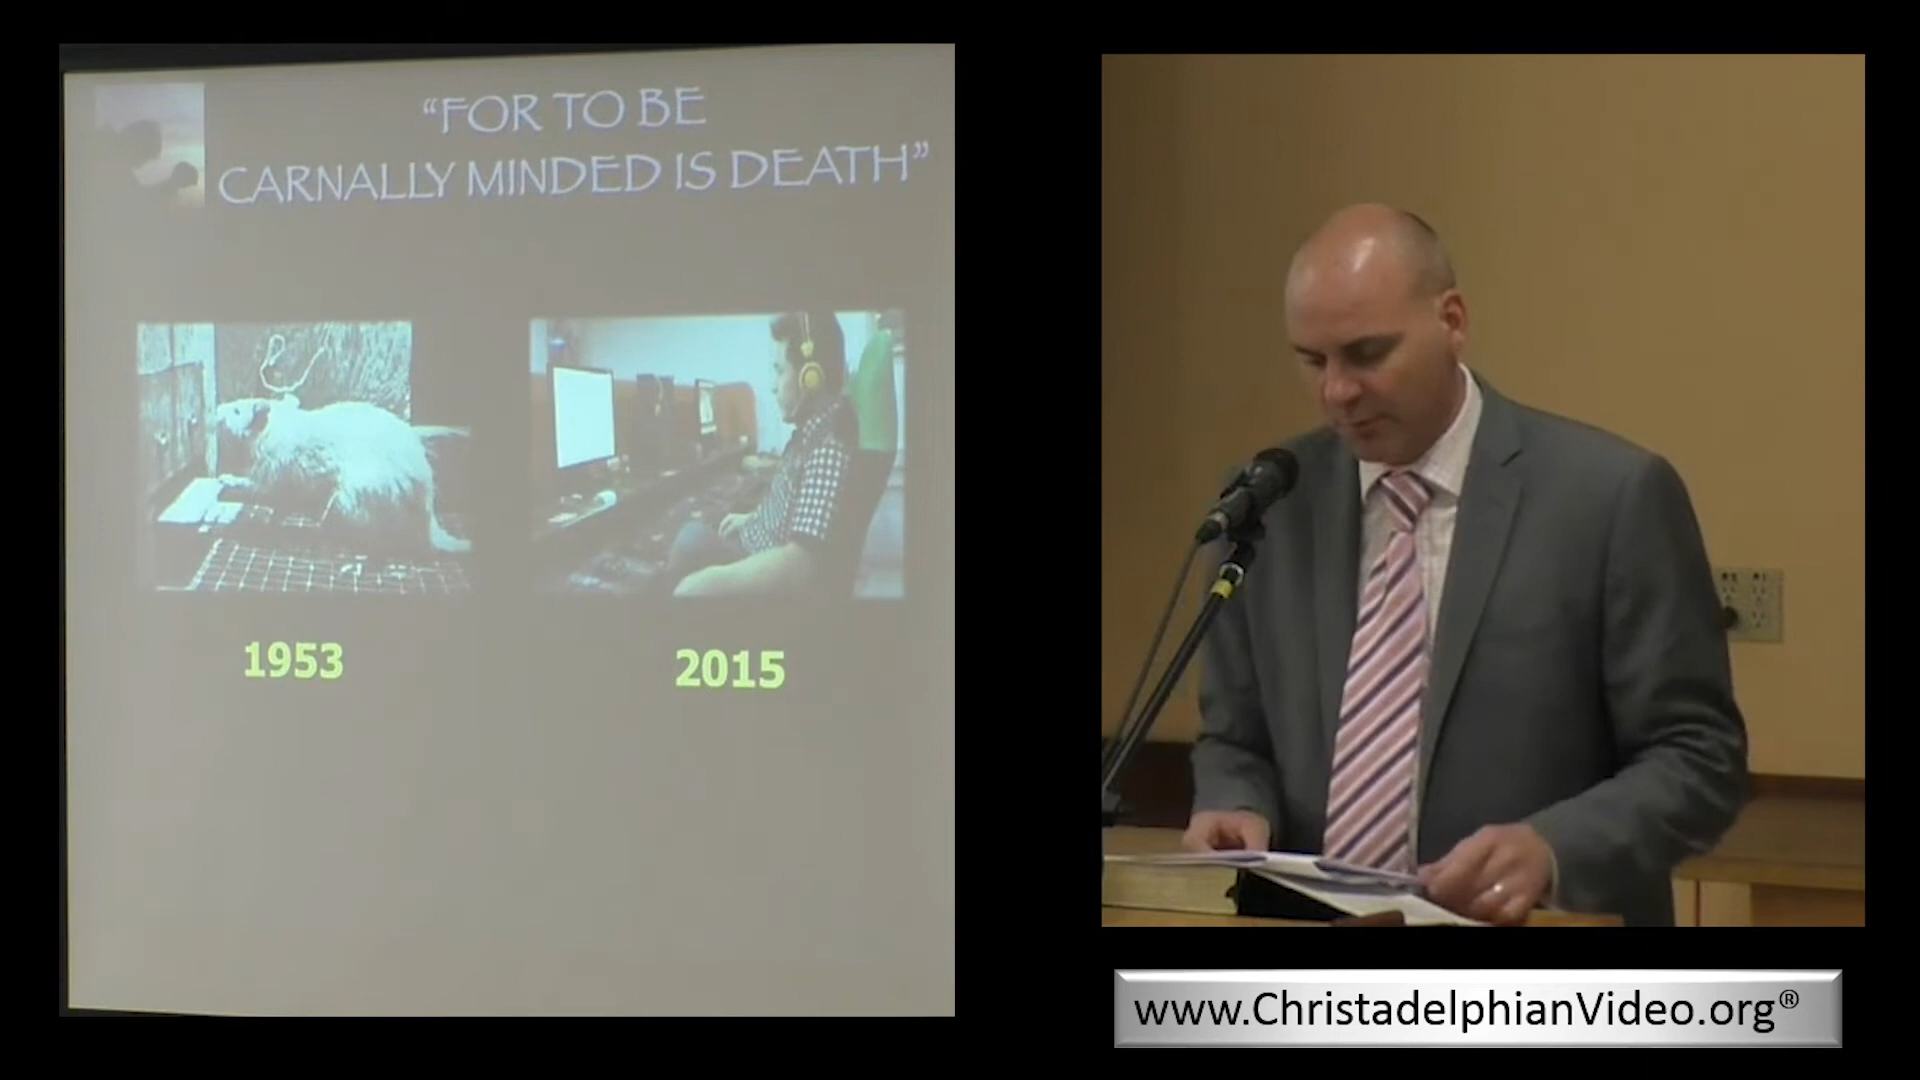 “FOR TO BE
CARNALLY MINDED IS DEATH”
1953
2015
www.ChristadelphianVideo.org®